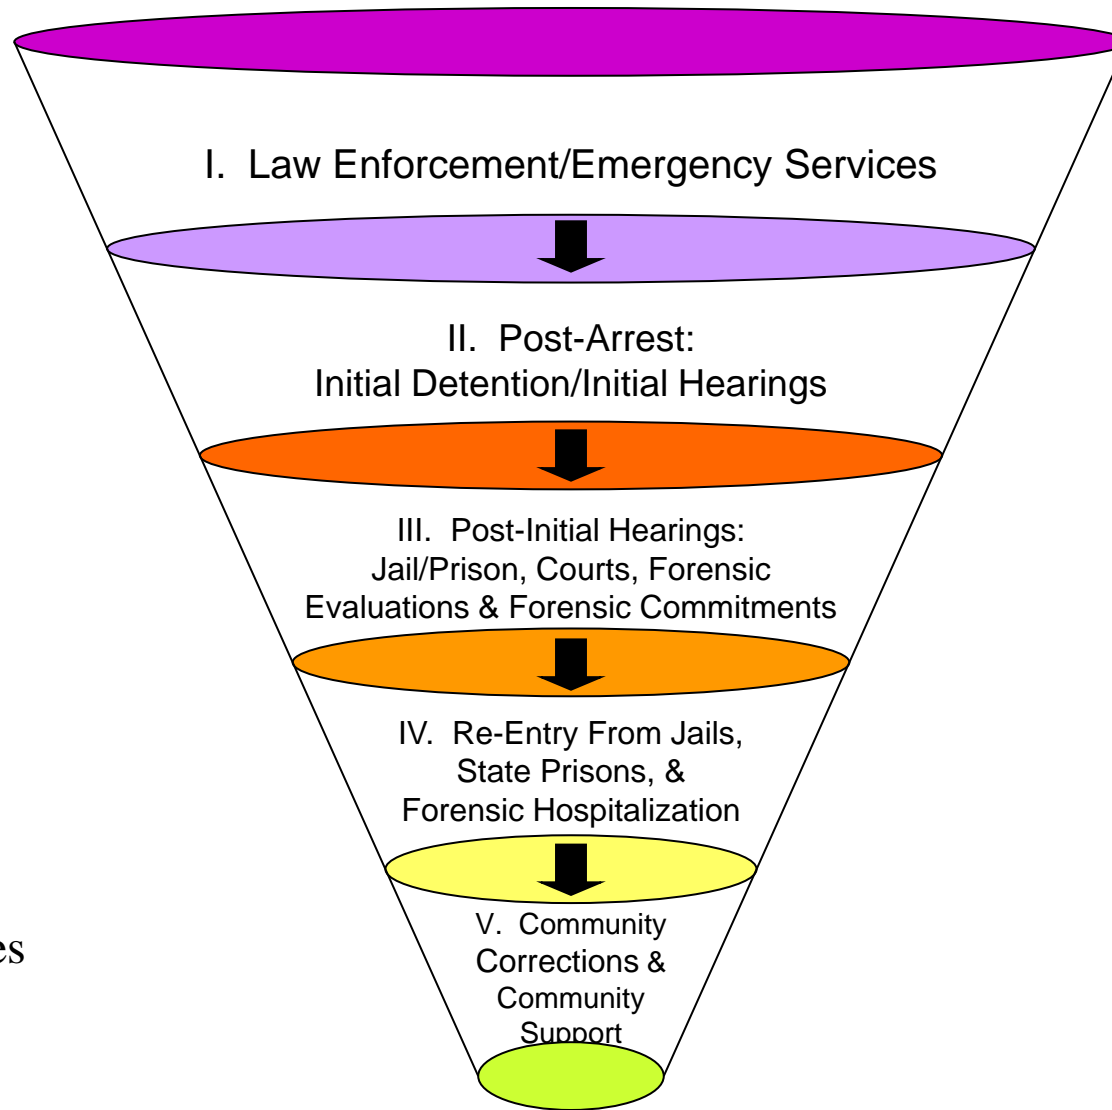 I. Law Enforcement/Emergency Services
II. Post-Arrest:
Initial Detention/Initial Hearings
III. Post-Initial Hearings:
Jail/Prison, Courts, Forensic
Evaluations & Forensic Commitments
IV. Re-Entry From Jails,
State Prisons, &
Forensic Hospitalization
V. Community
Corrections &
Community
Support
es